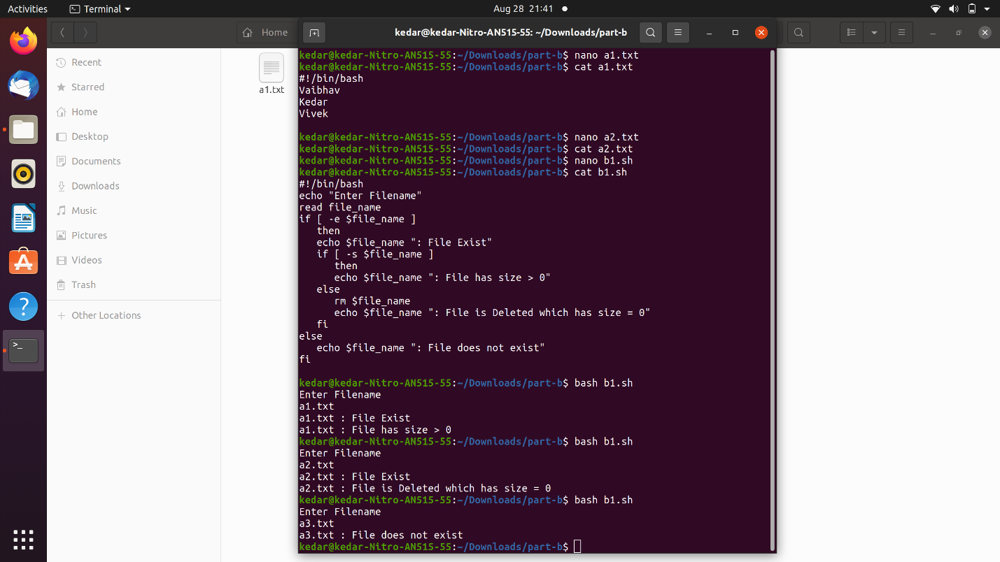 Activities
Terminal
Aug 28 21:41
Home
kedar@kedar-Nitro-AN515-55: ~/Downloads/part-b
Recent
Starred
Home
Desktop
Documents
Downloads
Music
Pictures
Videos
Trash
Other Locations
a1.txt
kedar@kedar-Nitro-AN515-55:~/Downloads/part-b$ nano a1.txt
kedar@kedar-Nitro-AN515-55:~/Downloads/part-b$ cat a1.txt
#!/bin/bash
Vaibhav
Kedar
Vivek
kedar@kedar-Nitro-AN515-55:~/Downloads/part-b$ nano a2.txt
kedar@kedar-Nitro-AN515-55:~/Downloads/part-b$ cat a2.txt
kedar@kedar-Nitro-AN515-55:~/Downloads/part-b$ nano b1.sh
kedar@kedar-Nitro-AN515-55:~/Downloads/part-b$ cat b1.sh
#!/bin/bash
echo "Enter Filename"
read file_name
if [ -e $file_name ]
   then
   echo $file_name ": File Exist"
   if [ -s $file_name ]
      then
      echo $file_name ": File has size > 0"
   else
      rm $file_name
      echo $file_name ": File is Deleted which has size = 0"
   fi
else
   echo $file_name ": File does not exist"
fi
kedar@kedar-Nitro-AN515-55:~/Downloads/part-b$ bash b1.sh
Enter Filename
a1.txt
a1.txt : File Exist
a1.txt : File has size > 0
kedar@kedar-Nitro-AN515-55:~/Downloads/part-b$ bash b1.sh
Enter Filename
a2.txt
a2.txt : File Exist
a2.txt : File is Deleted which has size = 0
kedar@kedar-Nitro-AN515-55:~/Downloads/part-b$ bash b1.sh
Enter Filename
a3.txt
a3.txt : File does not exist
kedar@kedar-Nitro-AN515-55:~/Downloads/part-b$